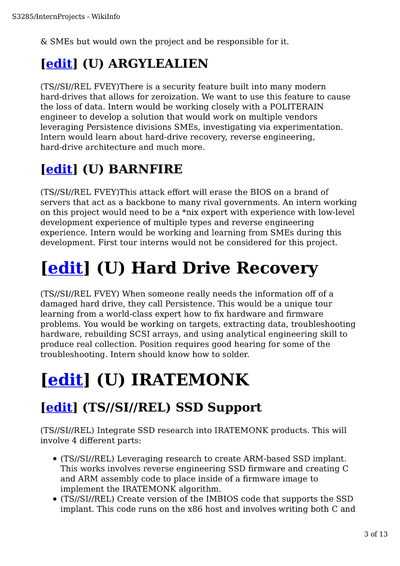 S3285/InternProjects - WikiInfo
& SMEs but would own the project and be responsible for it.
[edit] (U) ARGYLEALIEN
(TS//SI//REL FVEY)There is a security feature built into many modern
hard-drives that allows for zeroization. We want to use this feature to cause
the loss of data. Intern would be working closely with a POLITERAIN
engineer to develop a solution that would work on multiple vendors
leveraging Persistence divisions SMEs, investigating via experimentation.
Intern would learn about hard-drive recovery, reverse engineering,
hard-drive architecture and much more.
[edit] (U) BARNFIRE
(TS//SI//REL FVEY)This attack effort will erase the BIOS on a brand of
servers that act as a backbone to many rival governments. An intern working
on this project would need to be a *nix expert with experience with low-level
development experience of multiple types and reverse engineering
experience. Intern would be working and learning from SMEs during this
development. First tour interns would not be considered for this project.
[edit] (U) Hard Drive Recovery
(TS//SI//REL FVEY) When someone really needs the information off of a
damaged hard drive, they call Persistence. This would be a unique tour
learning from a world-class expert how to fix hardware and firmware
problems. You would be working on targets, extracting data, troubleshooting
hardware, rebuilding SCSI arrays, and using analytical engineering skill to
produce real collection. Position requires good hearing for some of the
troubleshooting. Intern should know how to solder.
[edit] (U) IRATEMONK
[edit] (TS//SI//REL) SSD Support
(TS//SI//REL) Integrate SSD research into IRATEMONK products. This will
involve 4 different parts:
• (TS//SI//REL) Leveraging research to create ARM-based SSD implant.
This works involves reverse engineering SSD firmware and creating C
and ARM assembly code to place inside of a firmware image to
implement the IRATEMONK algorithm.
• (TS//SI//REL) Create version of the IMBIOS code that supports the SSD
implant. This code runs on the x86 host and involves writing both C and
3 of 13